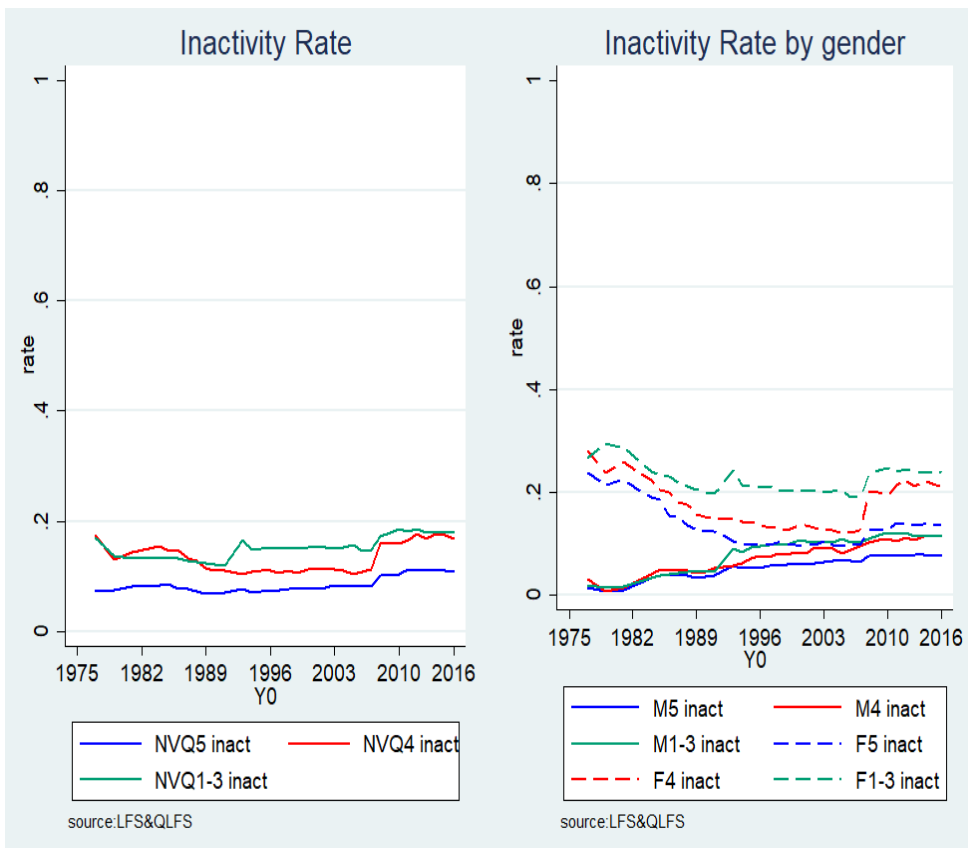 Inactivity Rate
1
.8
.6
.4
.2
0
rate
1975 1982 1989 1996 2003 2010 2016
Y0
NVQ5 inact NVQ4 inact
NVQ1-3 inact
source:LFS&QLFS
Inactivity Rate by gender
1
.8
.6
.4
.2
0
rate
1975 1982 1989 1996 2003 2010 2016
Y0
M5 inact M4 inact
M1-3 inact F5 inact
F4 inact F1-3 inact
source:LFS&QLFS